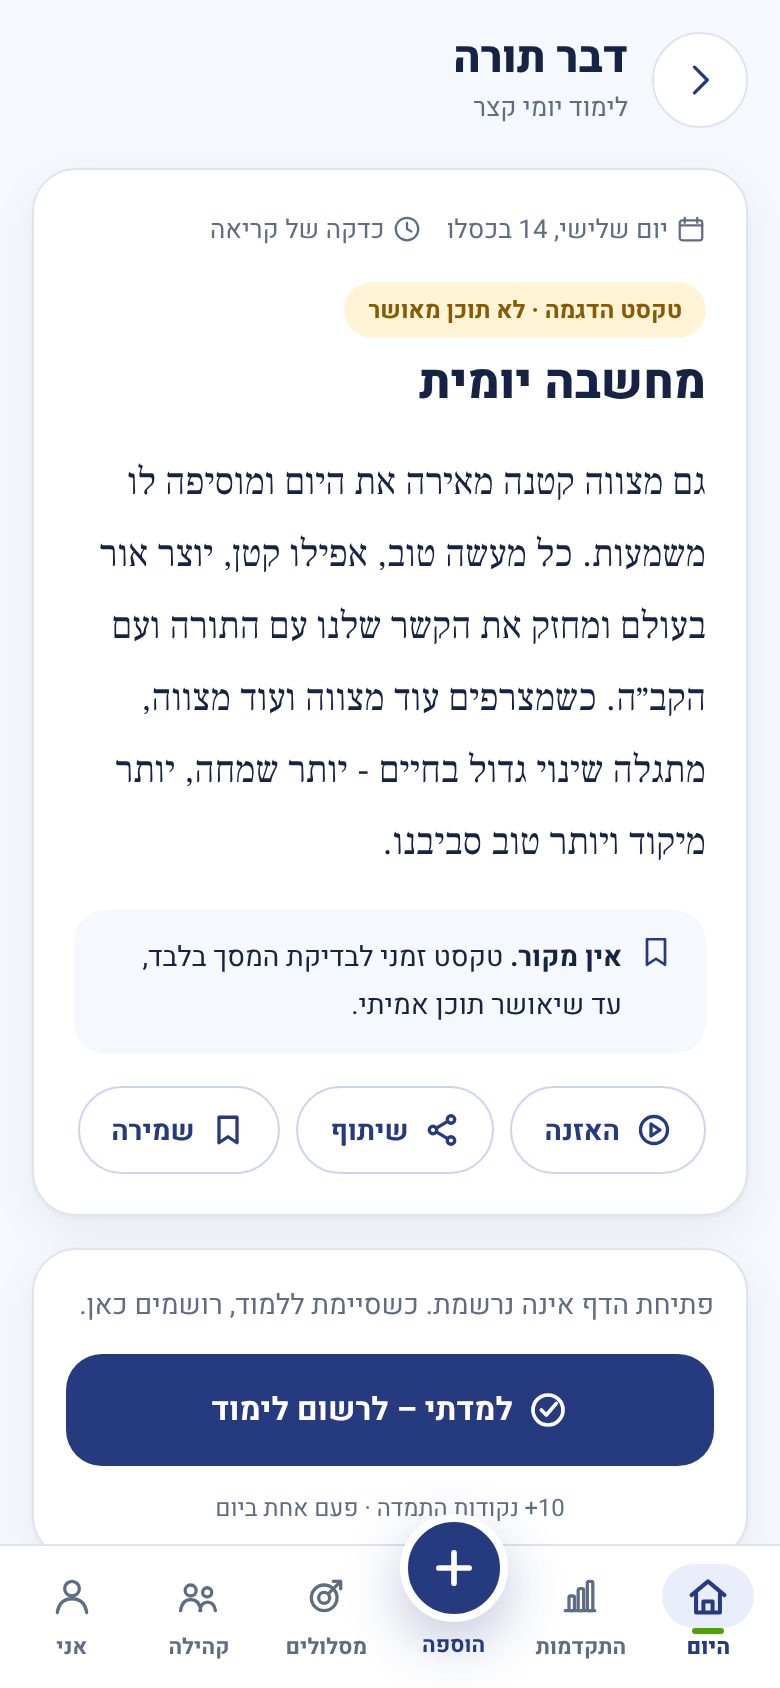 דבר תורה
לימוד יומי קצר
יום שלישי, 14 בכסלו
כדקה של קריאה
טקסט הדגמה · לא תוכן מאושר
מחשבה יומית
גם מצווה קטנה מאירה את היום ומוסיפה לו
משמעות. כל מעשה טוב, אפילו קטן, יוצר אור
בעולם ומחזק את הקשר שלנו עם התורה ועם
הקב״ה. כשמצרפים עוד מצווה ועוד מצווה,
מתגלה שינוי גדול בחיים - יותר שמחה, יותר
מיקוד ויותר טוב סביבנו.
אין מקור. טקסט זמני לבדיקת המסך בלבד,
עד שיאושר תוכן אמיתי.
האזנה
שיתוף
שמירה
פתיחת הדף אינה נרשמת. כשסיימת ללמוד, רושמים כאן.
למדתי – לרשום לימוד
+10 נקודות התמדה · פעם אחת ביום
היום
התקדמות
הוספה
מסלולים
קהילה
אני